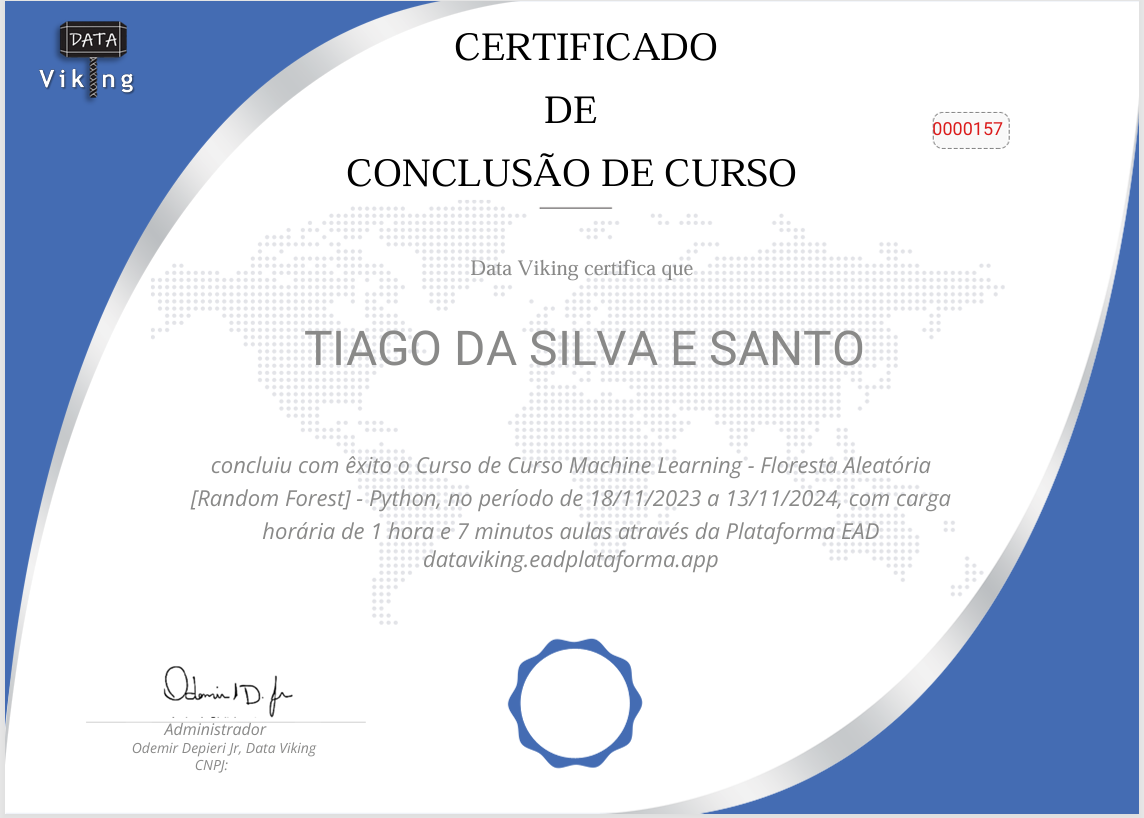 DATA
Viking
CERTIFICADO
DE
CONCLUSÃO DE CURSO
0000157
Data Viking certifica que
TIAGO DA SILVA E SANTO
concluiu com êxito o Curso de Curso Machine Learning - Floresta Aleatória
[Random Forest] - Python, no período de 18/11/2023 a 13/11/2024, com carga
horária de 1 hora e 7 minutos aulas através da Plataforma EAD
dataviking.eadplataforma.app
Odemir D. Jr
Administrador
Odemir Depieri Jr, Data Viking
CNPJ: